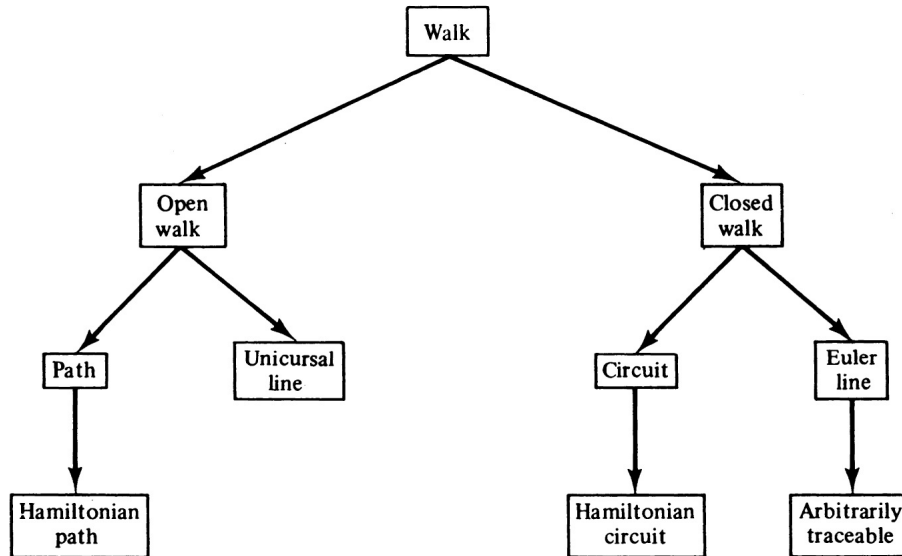 Walk
Open
walk
Closed
walk
Path
Unicursal
line
Circuit
Euler
line
Hamiltonian
path
Hamiltonian
circuit
Arbitrarily
traceable